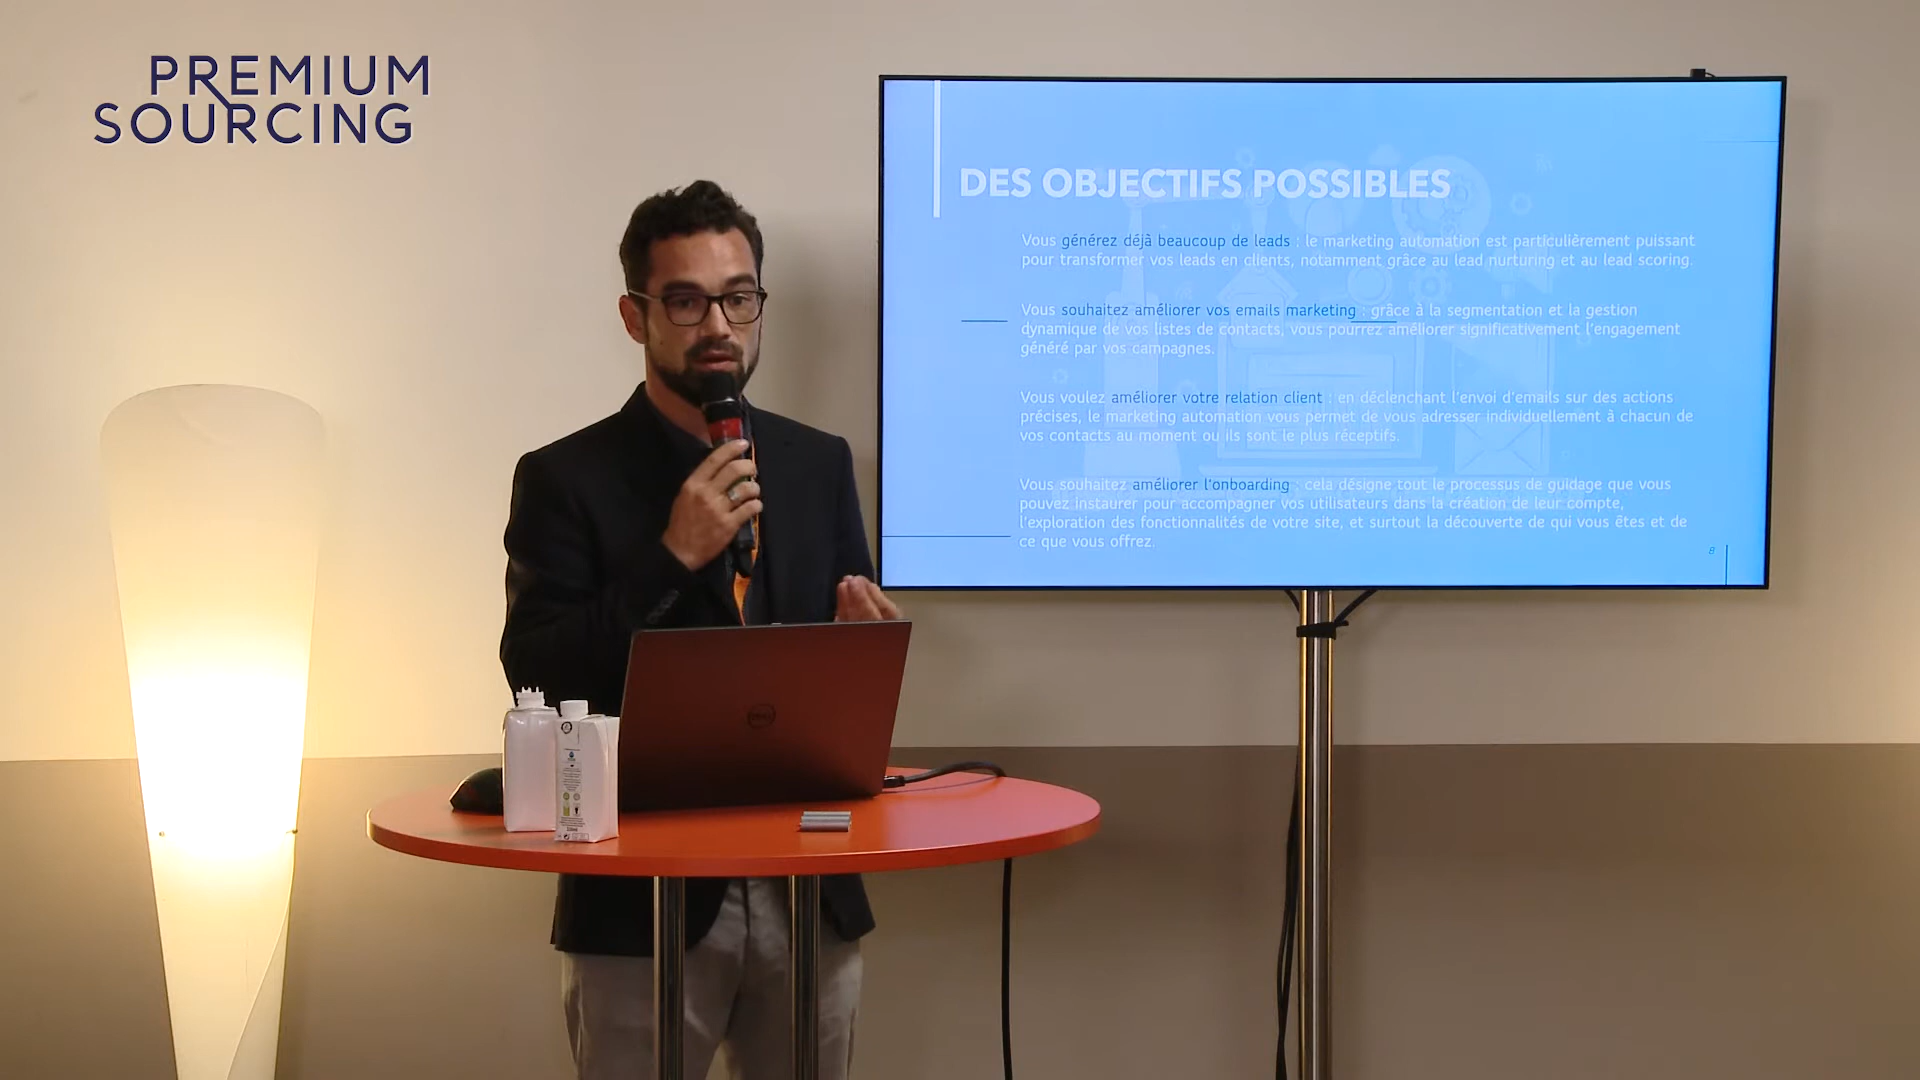 PREMIUM
SOURCING
DES OBJECTIFS POSSIBLES
Vous générez déjà beaucoup de leads : le marketing automation est particulièrement puissant
pour transformer vos leads en clients, notamment grâce au lead nurturing et au lead scoring.
Vous souhaitez améliorer vos emails marketing : grâce à la segmentation et la gestion
dynamique de vos listes de contacts, vous pourrez améliorer significativement l'engagement
généré par vos campagnes.
Vous voulez améliorer votre relation client : en déclenchant l'envoi d'emails sur des actions
précises, le marketing automation vous permet de vous adresser individuellement à chacun de
vos contacts au moment ou ils sont le plus réceptifs.
Vous souhaitez améliorer l'onboarding : cela désigne tout le processus de guidage que vous
pouvez instaurer pour accompagner vos utilisateurs dans la création de leur compte,
l'exploration des fonctionnalités de votre site, et surtout la découverte de qui vous êtes et de
ce que vous offrez.
8
DELL